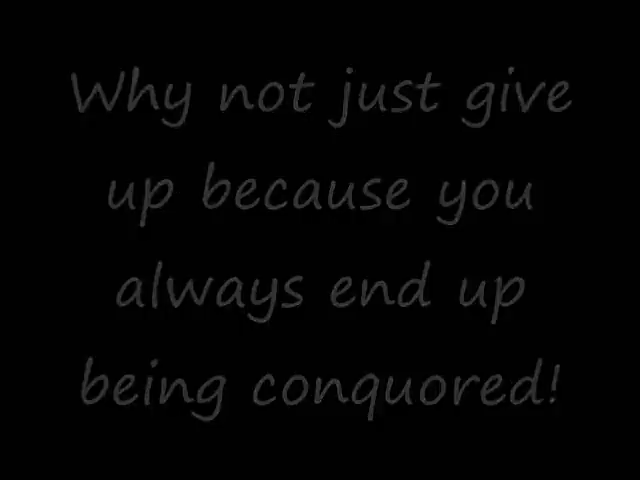 Why not just give
up because you
always end up
being conquored!